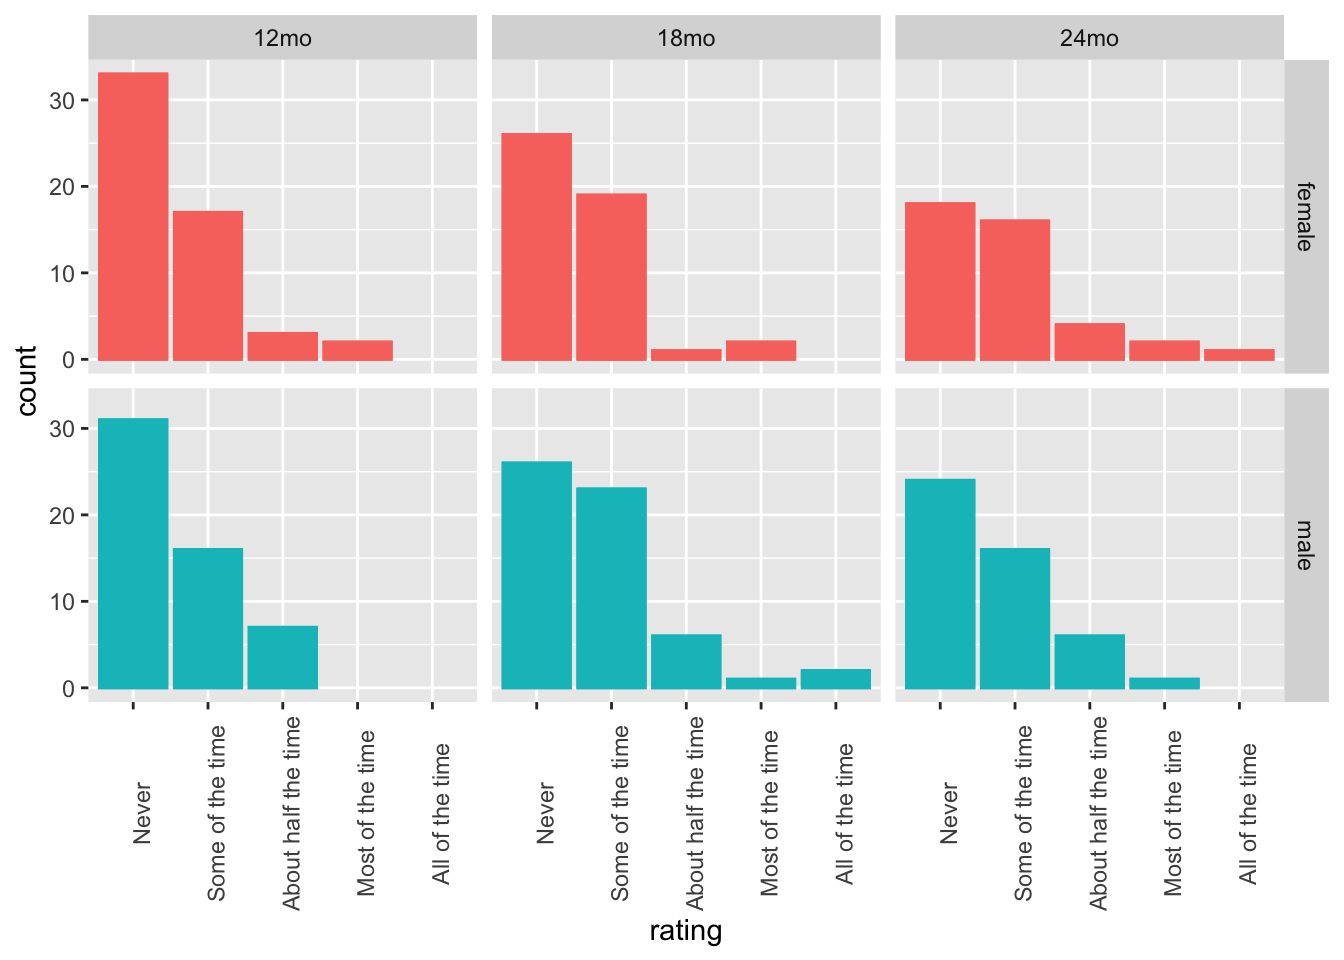 12mo 18mo 24mo
30
20
10
0
female
count
30
20
10
0
male
Never Some of the time About half the time Most of the time All of the time Never Some of the time About half the time Most of the time All of the time Never Some of the time About half the time Most of the time All of the time
rating